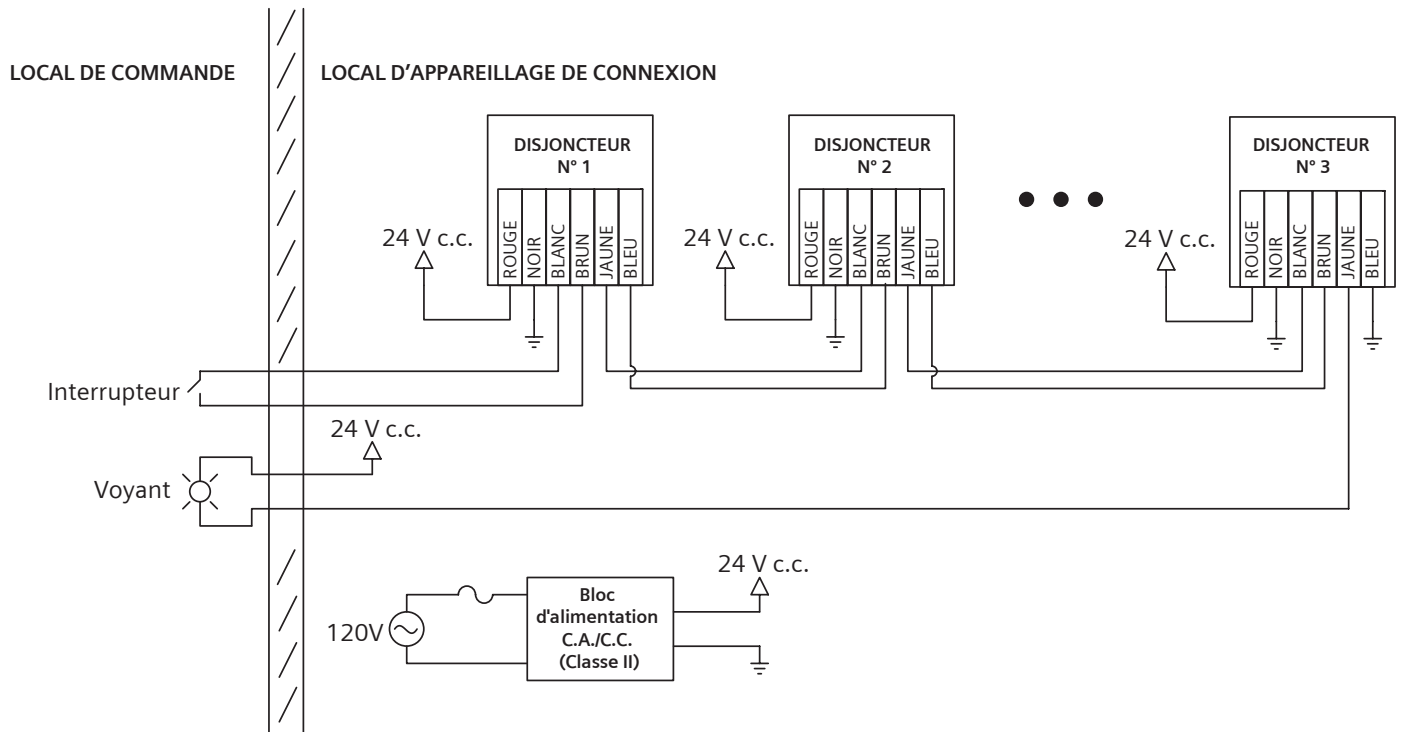 LOCAL DE COMMANDE
LOCAL D’APPAREILLAGE DE CONNEXION
DISJONCTEUR
N° 1
ROUGE
NOIR
BLANC
BRUN
JAUNE
BLEU
24 V c.c.
DISJONCTEUR
N° 2
ROUGE
NOIR
BLANC
BRUN
JAUNE
BLEU
24 V c.c.
DISJONCTEUR
N° 3
ROUGE
NOIR
BLANC
BRUN
JAUNE
BLEU
24 V c.c.
Interrupteur
24 V c.c.
Voyant
24 V c.c.
120V
Bloc
d'alimentation
C.A./C.C.
(Classe II)